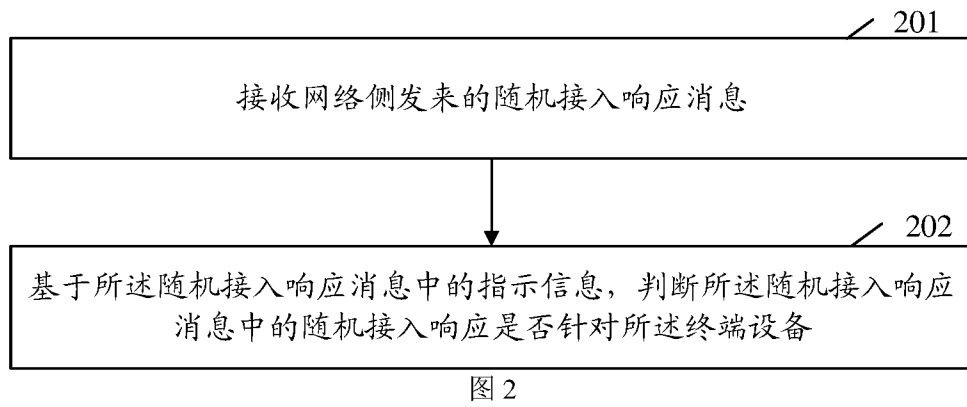 201
接收网络侧发来的随机接入响应消息
202
基于所述随机接入响应消息中的指示信息，判断所述随机接入响应
消息中的随机接入响应是否针对所述终端设备
图2